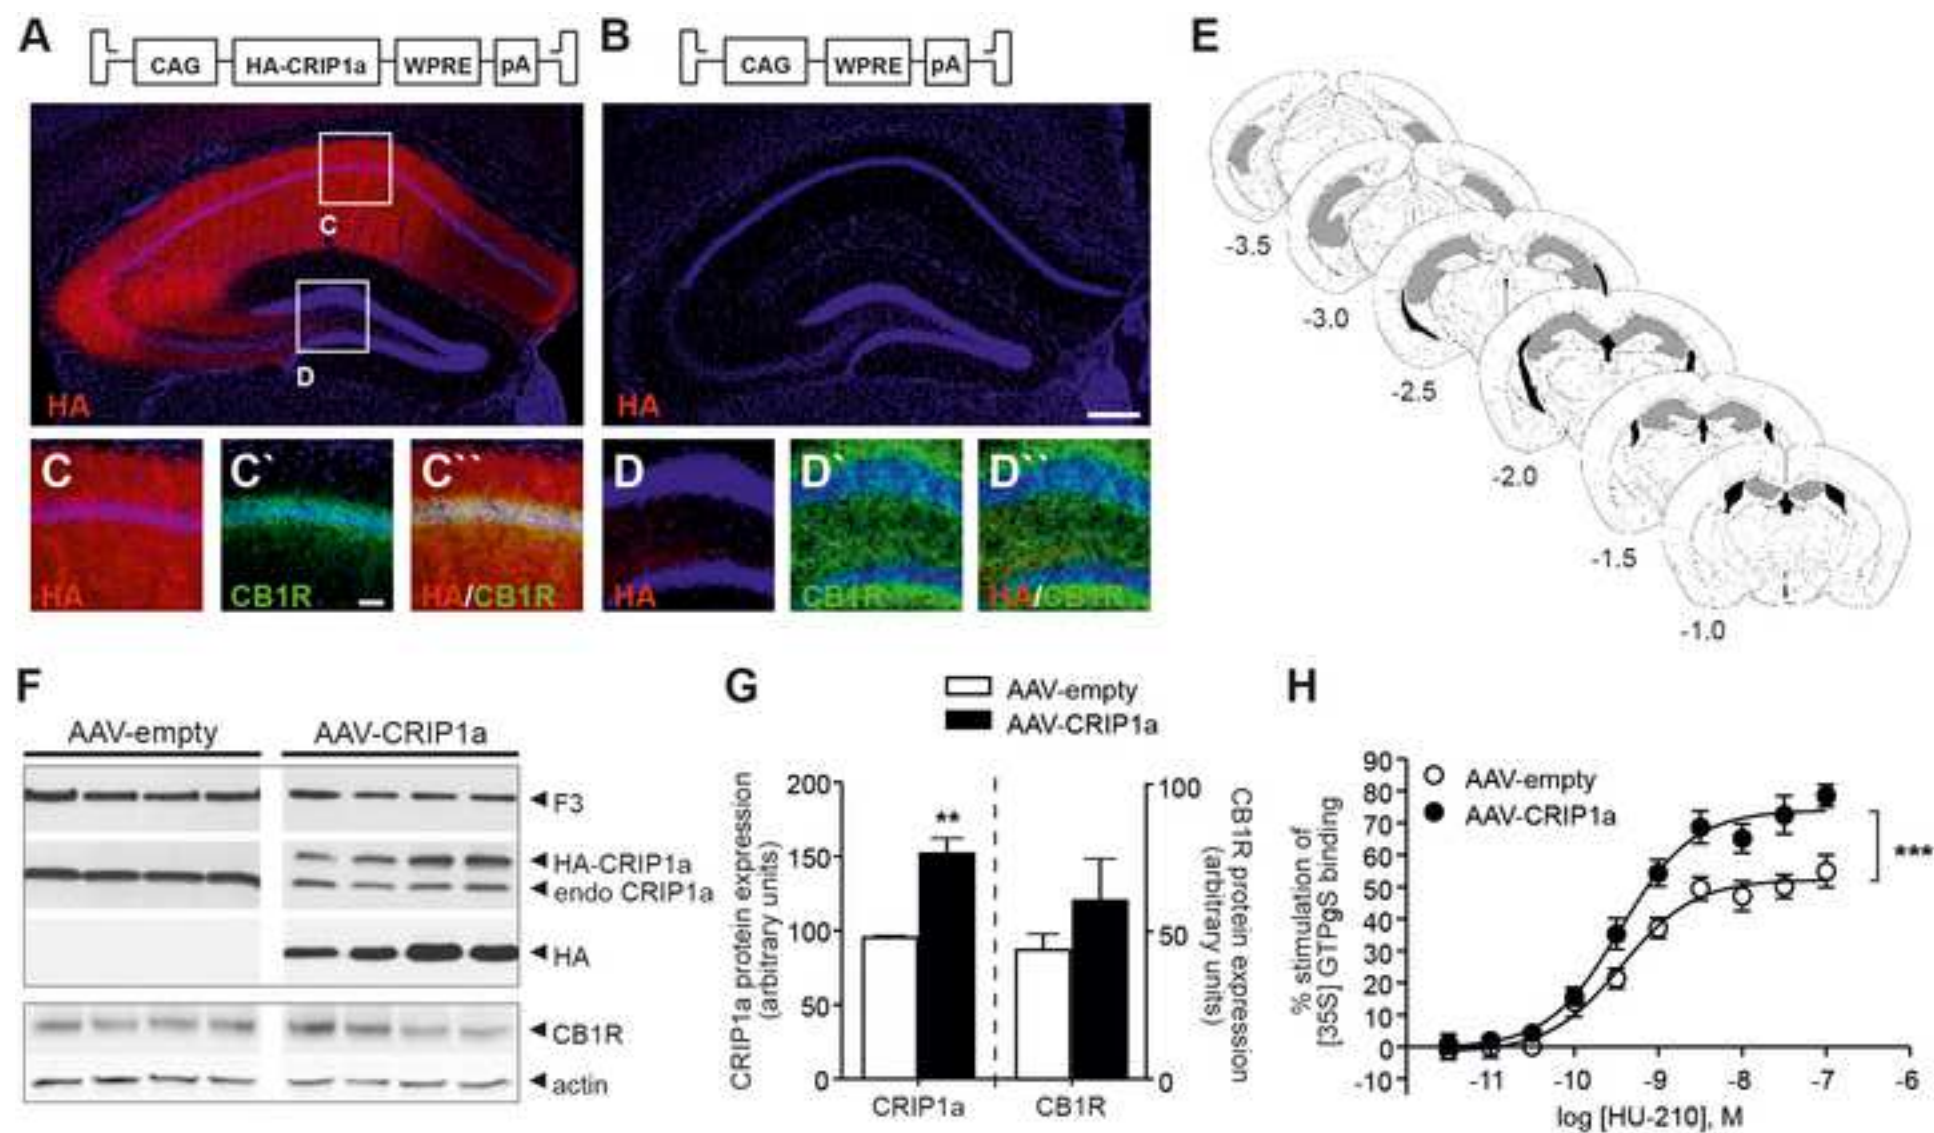 A
CAG HA-CRIP1a WPRE pA
B
CAG WPRE pA
E
C
D
HA
HA
C
HA
C`
CB1R
C``
HA/CB1R
D
HA
D`
CB1R
D``
HA/CB1R
-3.5
-3.0
-2.5
-2.0
-1.5
-1.0
F
AAV-empty AAV-CRIP1a
F3
HA-CRIP1a
endo CRIP1a
HA
CB1R
actin
G
AAV-empty
AAV-CRIP1a
CRIP1a protein expression
(arbitrary units)
200
150
100
50
0
**
100
50
0
CB1R protein expression
(arbitrary units)
CRIP1a CB1R
H
AAV-empty
AAV-CRIP1a
% stimulation of
[35S] GTPgS binding
90
80
70
60
50
40
30
20
10
0
-10
***
-11 -10 -9 -8 -7 -6
log [HU-210], M